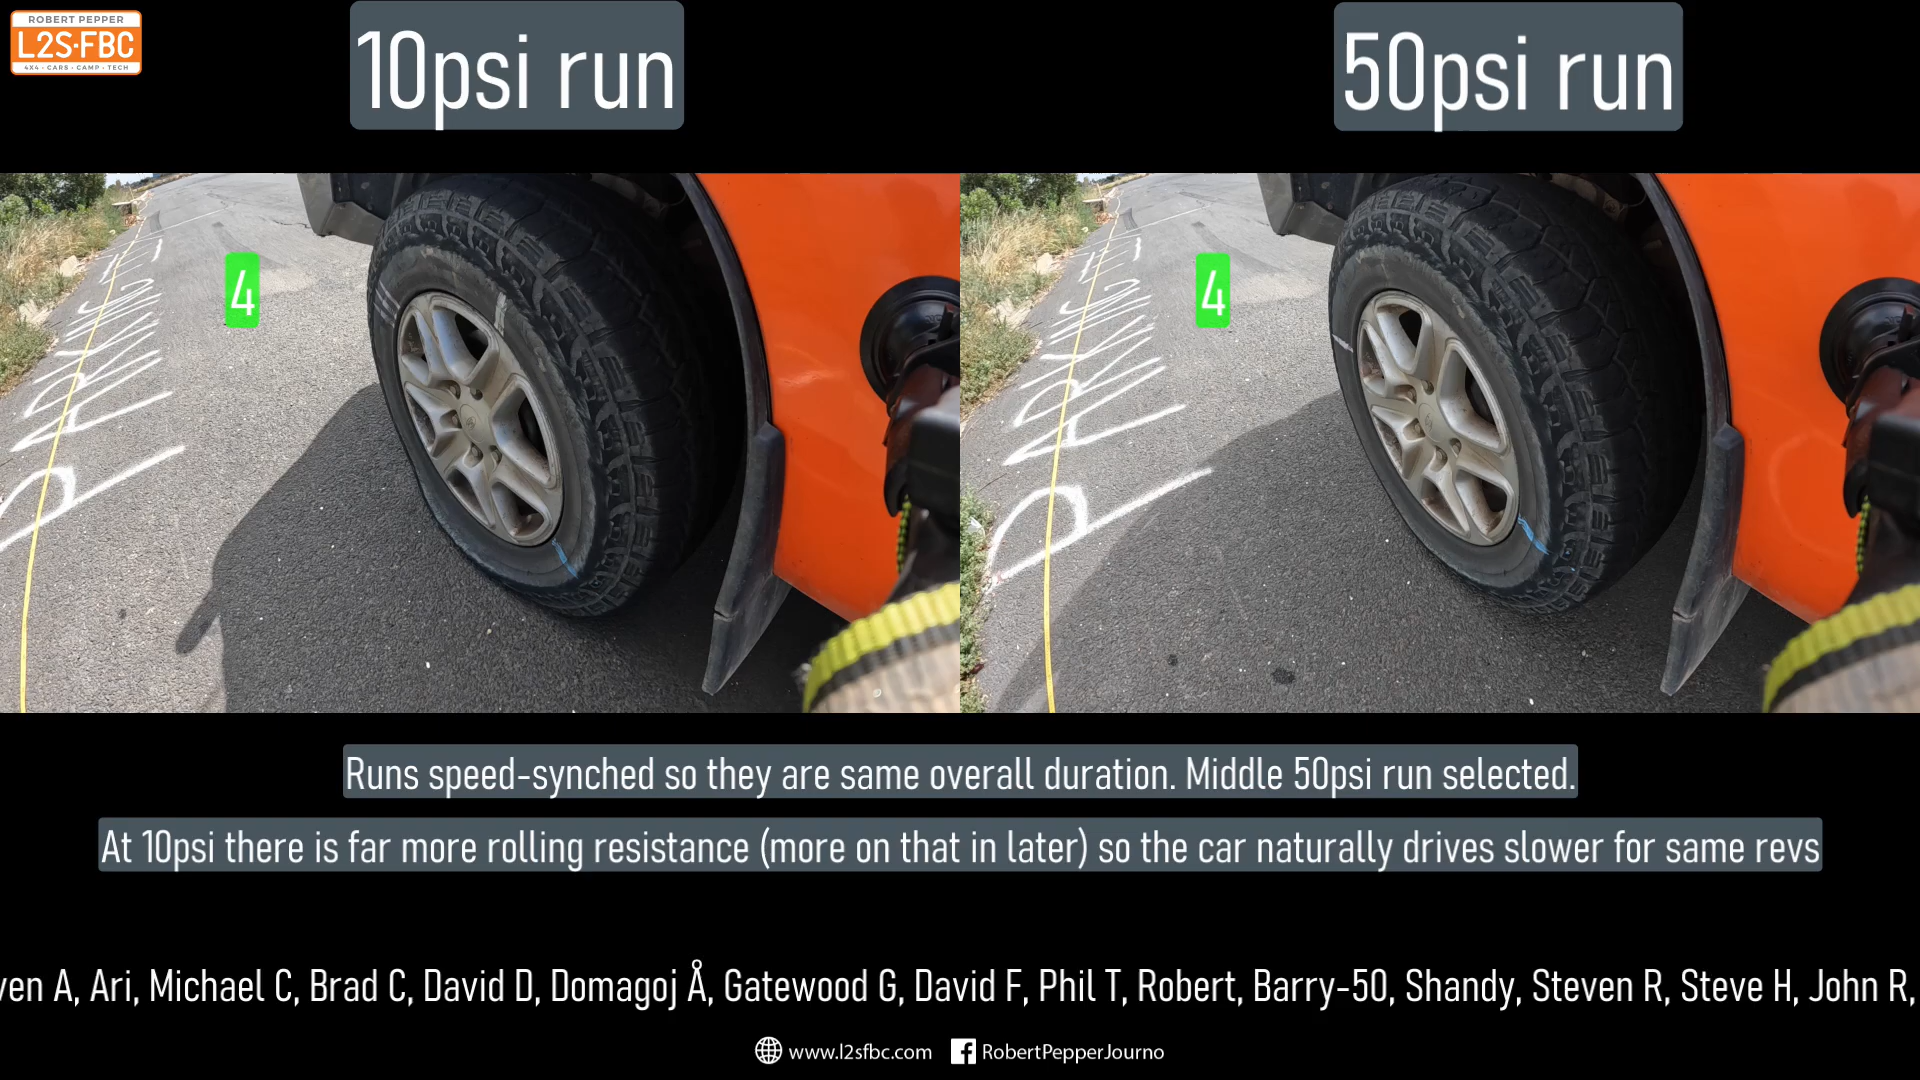 ROBERT PEPPER
L2S·FBC
4X4 · CARS · CAMP · TECH
10psi run
50psi run
4
4
PARKING
PARKING
Runs speed-synched so they are same overall duration. Middle 50psi run selected.
At 10psi there is far more rolling resistance (more on that in later) so the car naturally drives slower for same revs
ven A, Ari, Michael C, Brad C, David D, Domagoj Å, Gatewood G, David F, Phil T, Robert, Barry-50, Shandy, Steven R, Steve H, John R,
www.l2sfbc.com RobertPepperJourno